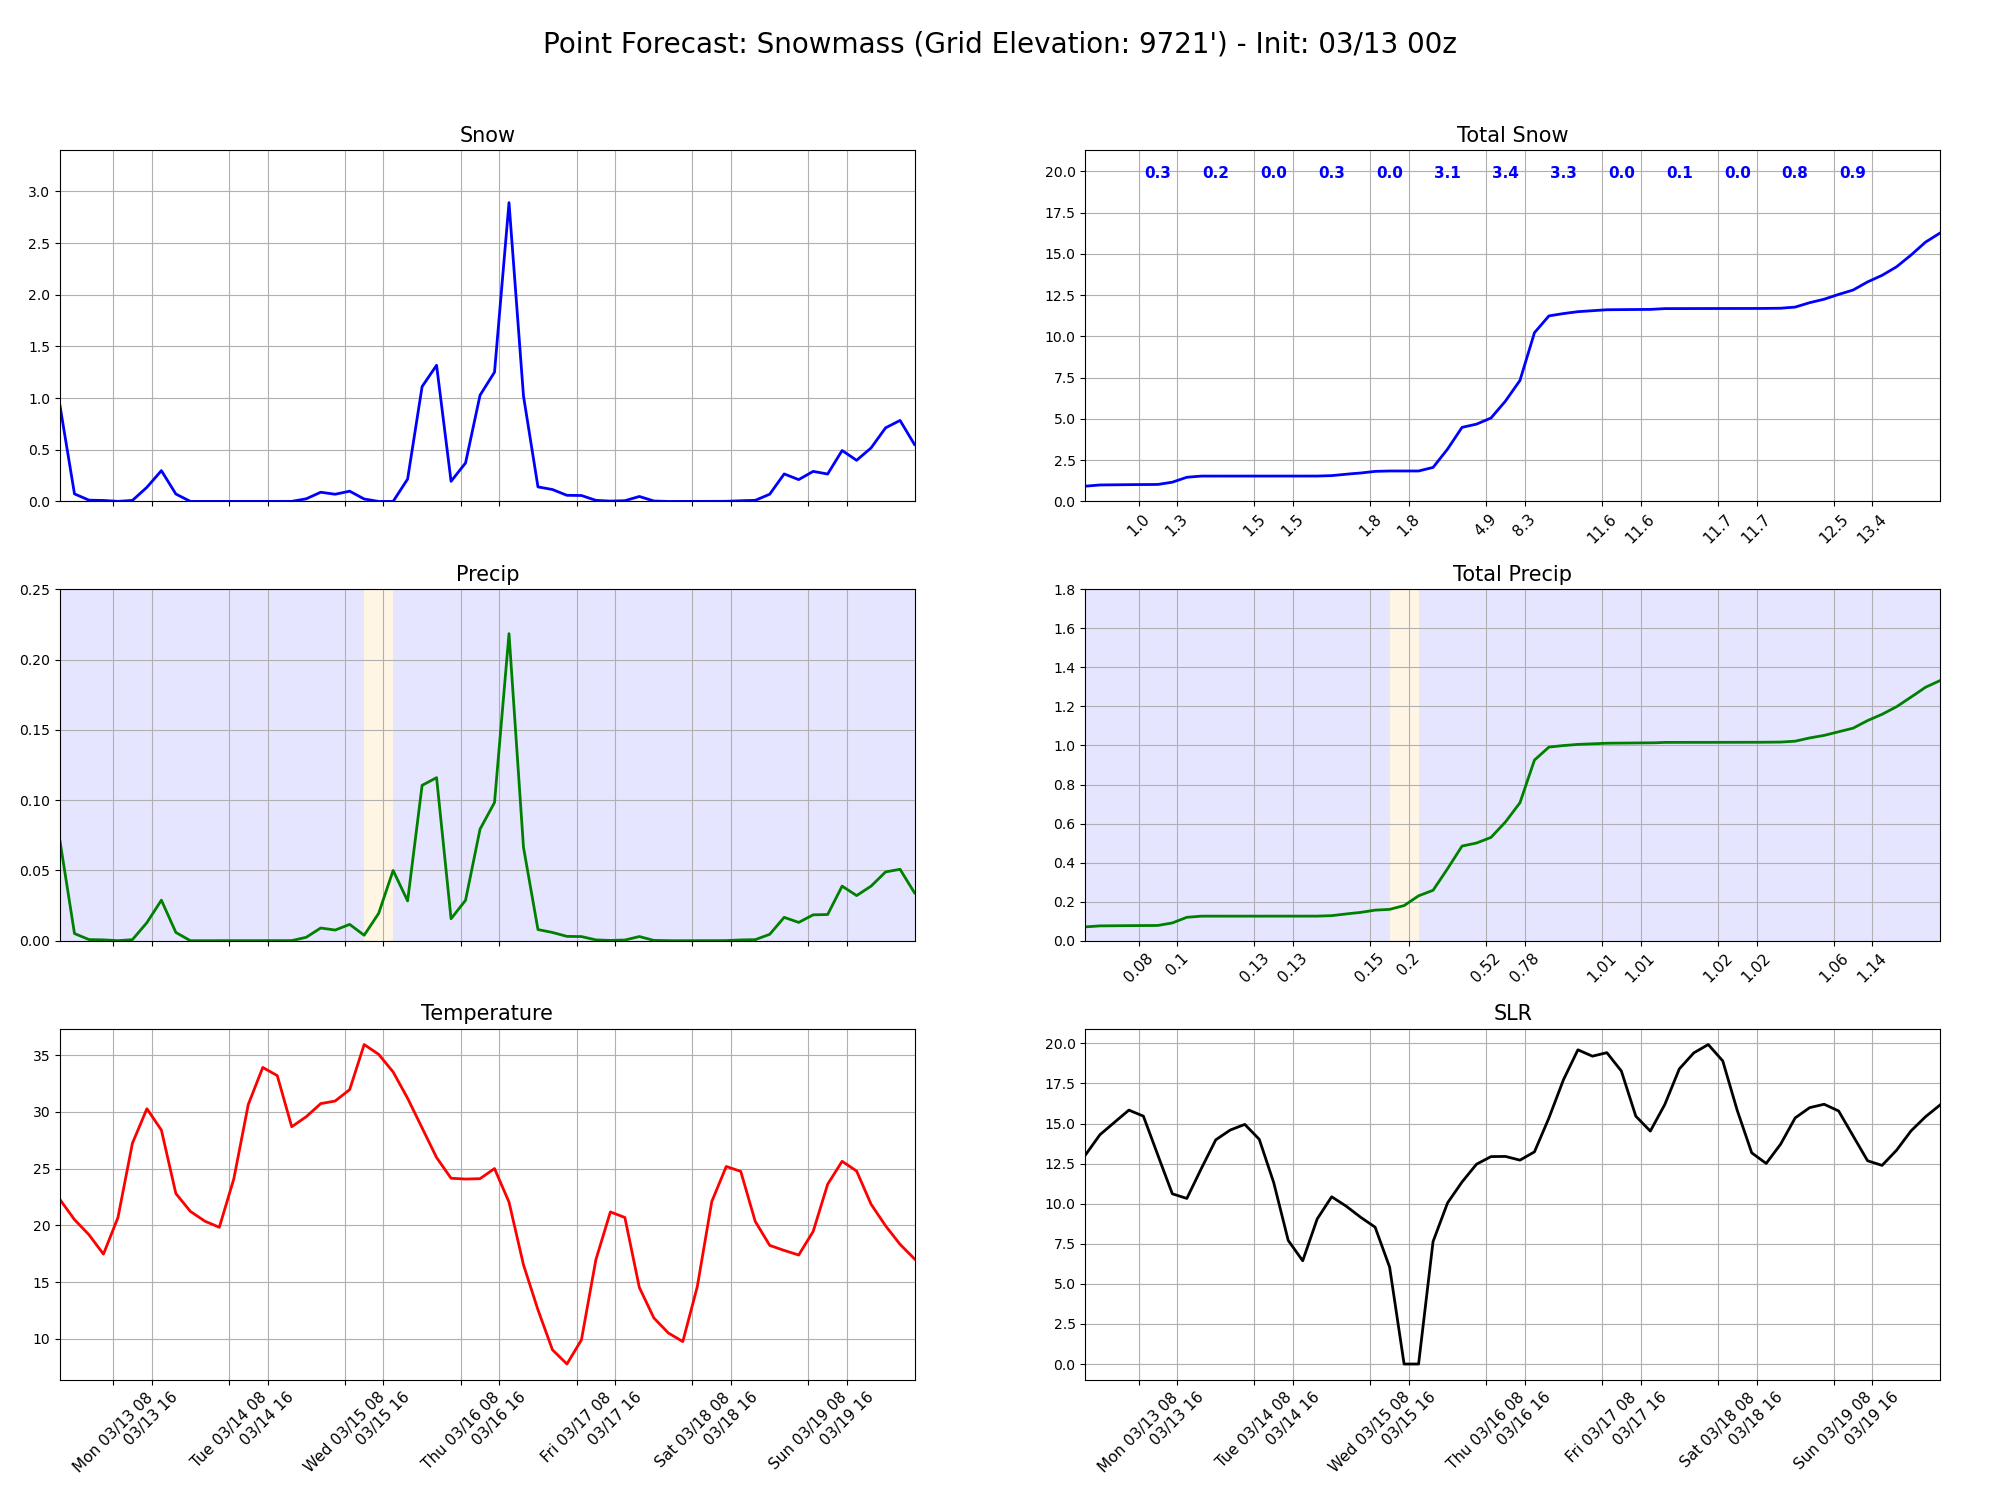 Point Forecast: Snowmass (Grid Elevation: 9721') - Init: 03/13 00z
Snow
3.0
2.5
2.0
1.5
1.0
0.5
0.0
Total Snow
20.0
17.5
15.0
12.5
10.0
7.5
5.0
2.5
0.0
0.3 0.2 0.0 0.3 0.0 3.1 3.4 3.3 0.0 0.1 0.0 0.8 0.9
1.0 1.3 1.5 1.5 1.8 1.8 4.9 8.3 11.6 11.6 11.7 11.7 12.5 13.4
Precip
0.25
0.20
0.15
0.10
0.05
0.00
Total Precip
1.8
1.6
1.4
1.2
1.0
0.8
0.6
0.4
0.2
0.0
0.08 0.1 0.13 0.13 0.15 0.2 0.52 0.78 1.01 1.01 1.02 1.02 1.06 1.14
Temperature
35
30
25
20
15
10
Mon 03/13 08
03/13 16
Tue 03/14 08
03/14 16
Wed 03/15 08
03/15 16
Thu 03/16 08
03/16 16
Fri 03/17 08
03/17 16
Sat 03/18 08
03/18 16
Sun 03/19 08
03/19 16
SLR
20.0
17.5
15.0
12.5
10.0
7.5
5.0
2.5
0.0
Mon 03/13 08
03/13 16
Tue 03/14 08
03/14 16
Wed 03/15 08
03/15 16
Thu 03/16 08
03/16 16
Fri 03/17 08
03/17 16
Sat 03/18 08
03/18 16
Sun 03/19 08
03/19 16